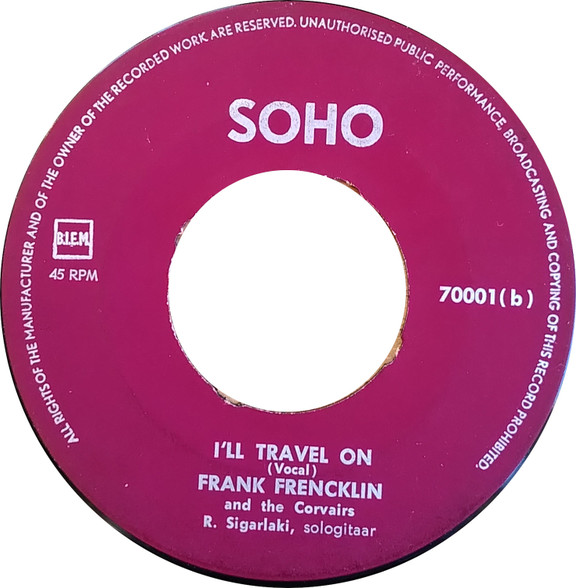 ALL RIGHTS OF THE MANUFACTURER AND OF THE OWNER OF THE RECORDED WORK ARE RESERVED. UNAUTHORISED PUBLIC PERFORMANCE, BROADCASTING AND COPYING OF THIS RECORD PROHIBITED.
SOHO
B.I.E.M.
45 RPM
70001(b)
I'LL TRAVEL ON
(Vocal)
FRANK FRENCKLIN
and the Corvairs
R. Sigarlaki, sologitaar